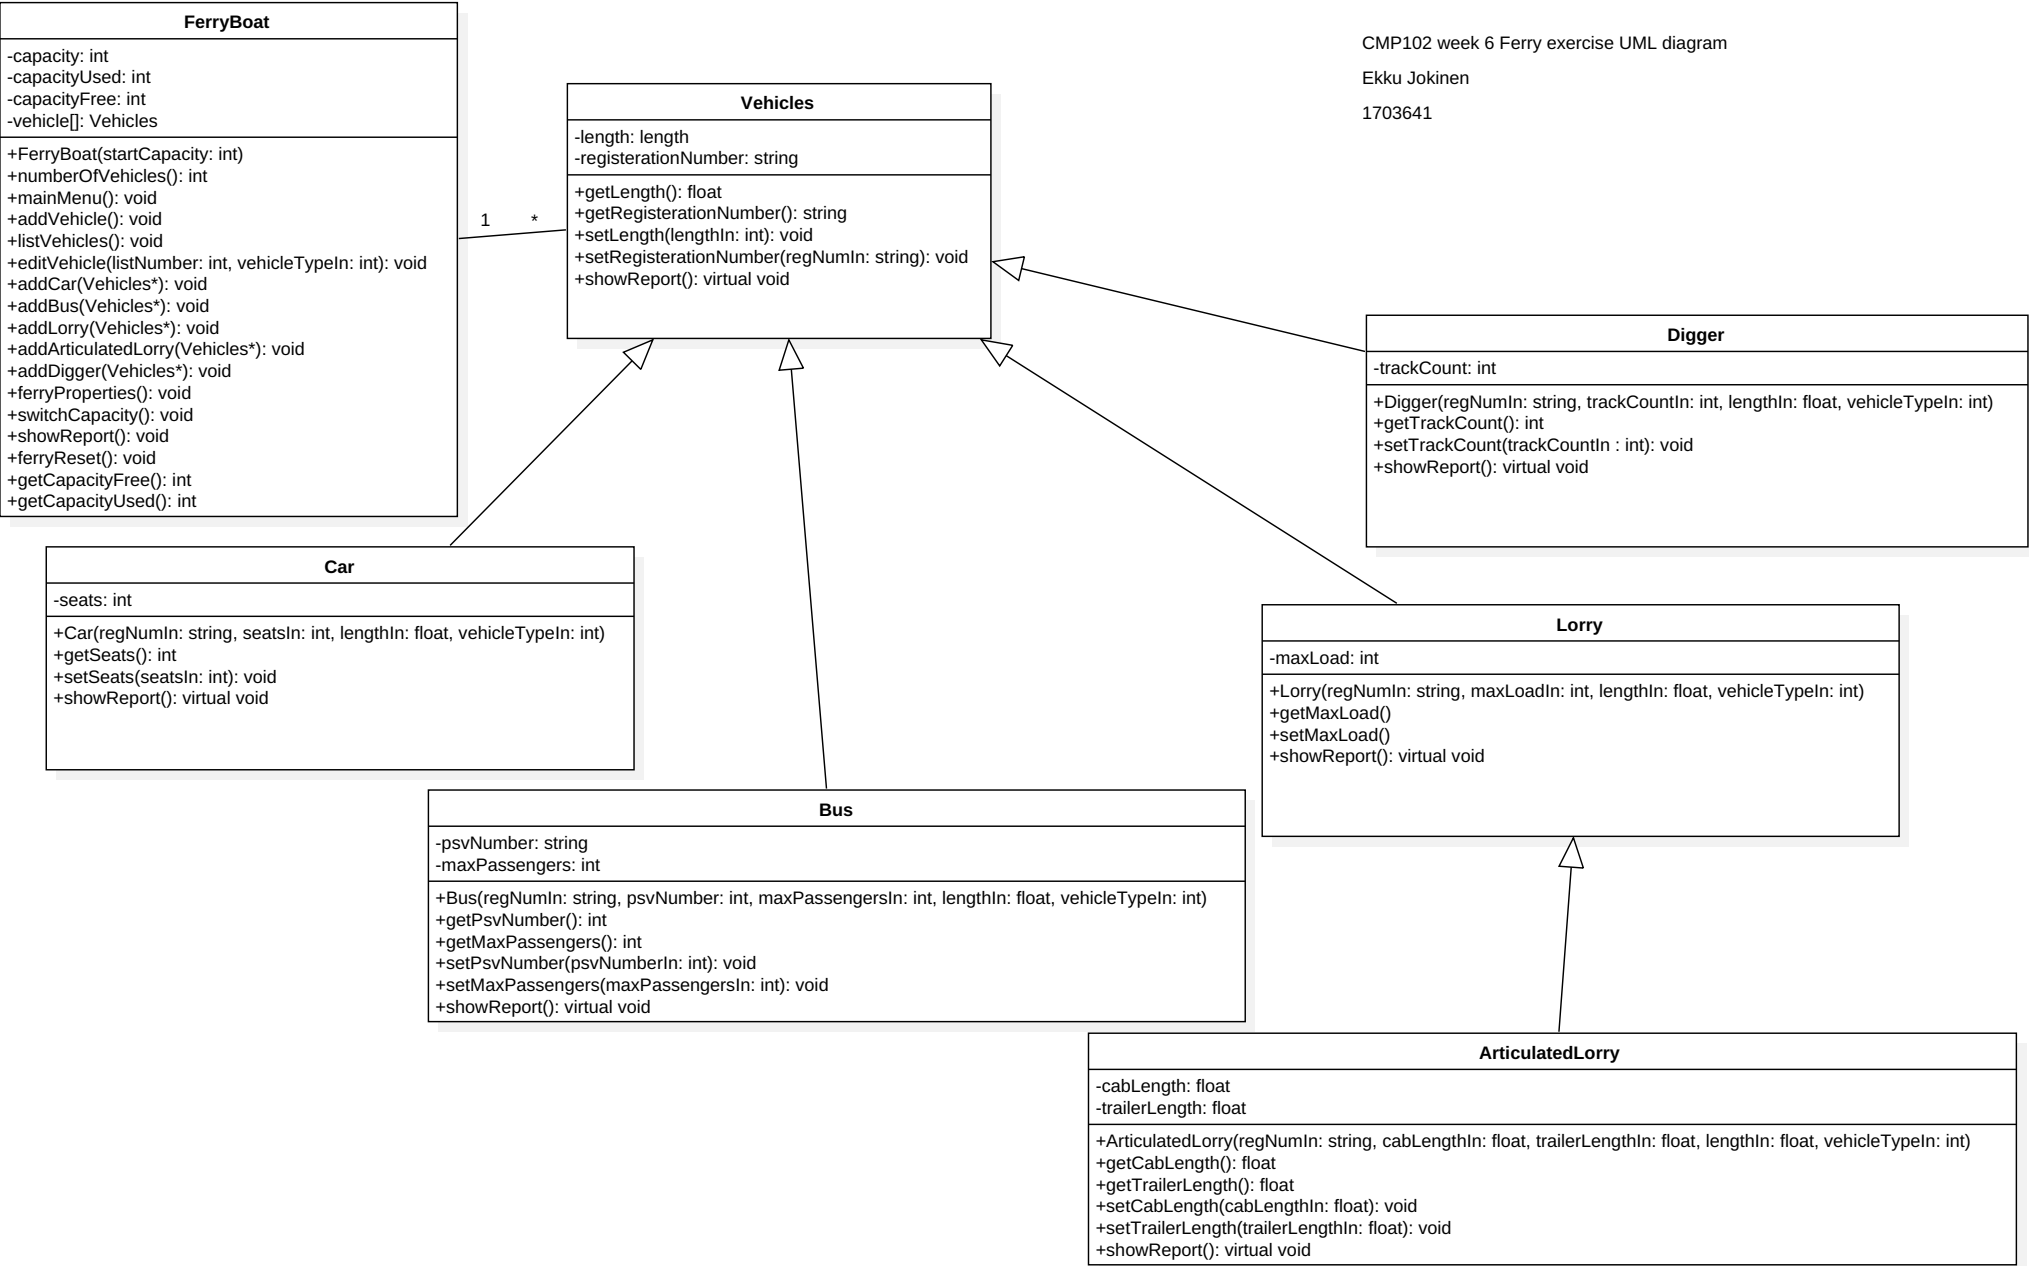 FerryBoat
-capacity: int
-capacityUsed: int
-capacityFree: int
-vehicle[]: Vehicles
+FerryBoat(startCapacity: int)
+numberOfVehicles(): int
+mainMenu(): void
+addVehicle(): void
+listVehicles(): void
+editVehicle(listNumber: int, vehicleTypeIn: int): void
+addCar(Vehicles*): void
+addBus(Vehicles*): void
+addLorry(Vehicles*): void
+addArticulatedLorry(Vehicles*): void
+addDigger(Vehicles*): void
+ferryProperties(): void
+switchCapacity(): void
+showReport(): void
+ferryReset(): void
+getCapacityFree(): int
+getCapacityUsed(): int
1 *
Vehicles
-length: length
-registerationNumber: string
+getLength(): float
+getRegisterationNumber(): string
+setLength(lengthIn: int): void
+setRegisterationNumber(regNumIn: string): void
+showReport(): virtual void
CMP102 week 6 Ferry exercise UML diagram
Ekku Jokinen
1703641
Digger
-trackCount: int
+Digger(regNumIn: string, trackCountIn: int, lengthIn: float, vehicleTypeIn: int)
+getTrackCount(): int
+setTrackCount(trackCountIn : int): void
+showReport(): virtual void
Car
-seats: int
+Car(regNumIn: string, seatsIn: int, lengthIn: float, vehicleTypeIn: int)
+getSeats(): int
+setSeats(seatsIn: int): void
+showReport(): virtual void
Lorry
-maxLoad: int
+Lorry(regNumIn: string, maxLoadIn: int, lengthIn: float, vehicleTypeIn: int)
+getMaxLoad()
+setMaxLoad()
+showReport(): virtual void
Bus
-psvNumber: string
-maxPassengers: int
+Bus(regNumIn: string, psvNumber: int, maxPassengersIn: int, lengthIn: float, vehicleTypeIn: int)
+getPsvNumber(): int
+getMaxPassengers(): int
+setPsvNumber(psvNumberIn: int): void
+setMaxPassengers(maxPassengersIn: int): void
+showReport(): virtual void
ArticulatedLorry
-cabLength: float
-trailerLength: float
+ArticulatedLorry(regNumIn: string, cabLengthIn: float, trailerLengthIn: float, lengthIn: float, vehicleTypeIn: int)
+getCabLength(): float
+getTrailerLength(): float
+setCabLength(cabLengthIn: float): void
+setTrailerLength(trailerLengthIn: float): void
+showReport(): virtual void